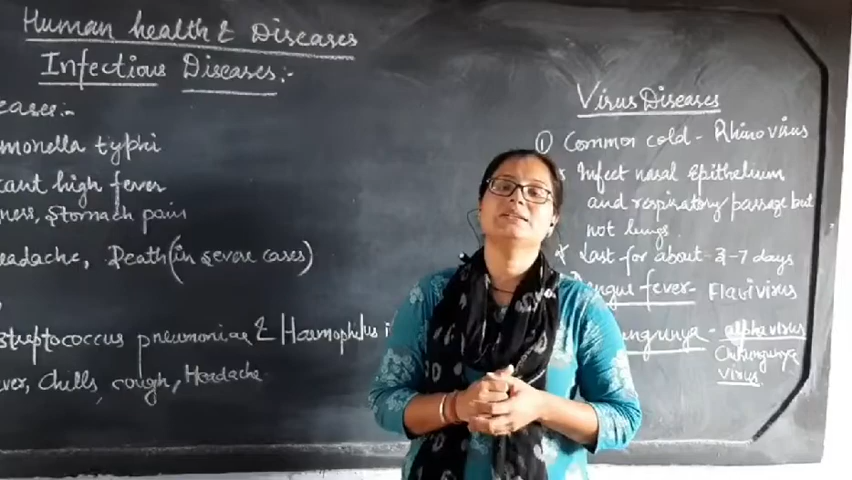 Human health & Diseases
Infectious Diseases:-
eases:-
monella typhi
tant high fever
ness, stomach pain
eadache, Death (in severe cases)
streptococcus pneumoniae & Haemophilus i
ver, chills, cough, Headache
Virus Diseases
① Common cold - Rhino virus
* Infect nasal epithelium,
and respiratory passage but
not lungs.
* Last for about - 3-7 days
ngue fever - Flavivirus
ungunya - alphavirus
Chikungunya
virus